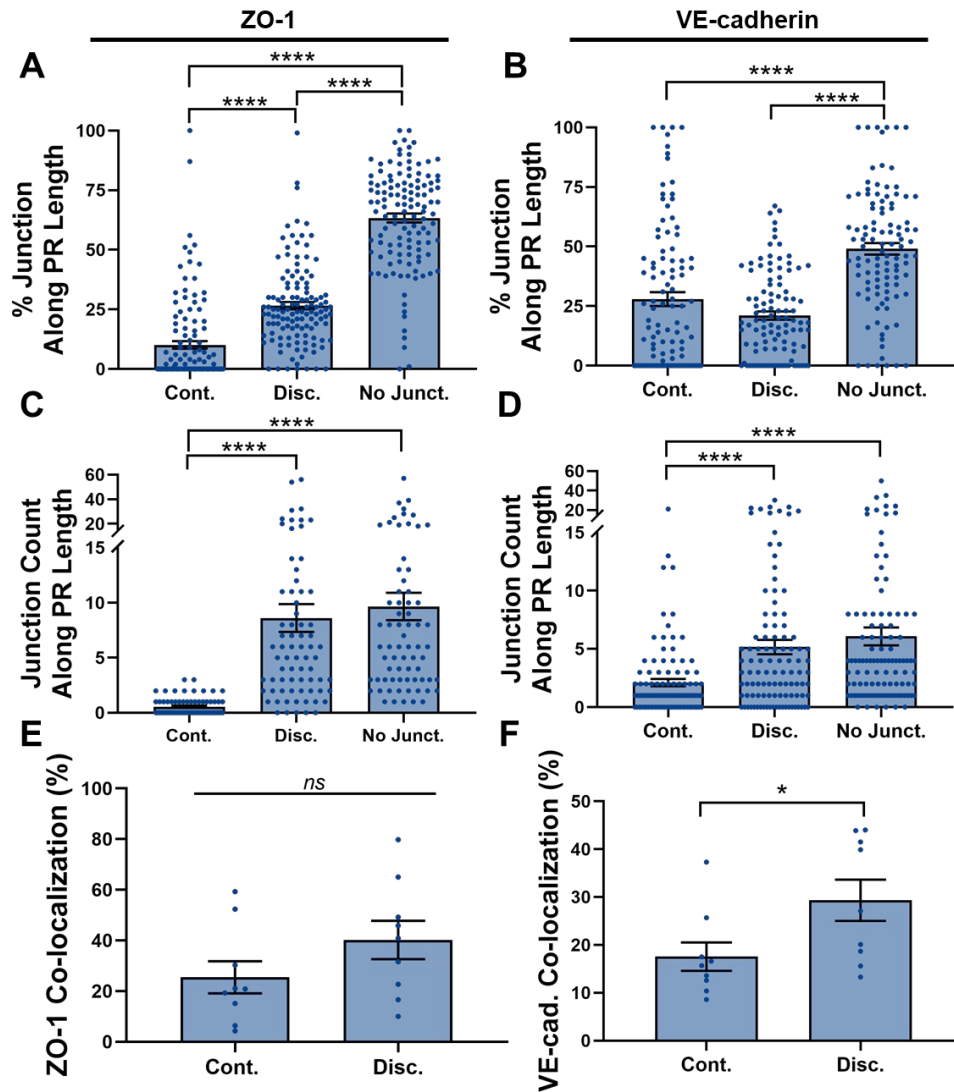 ZO-1
VE-cadherin
A
****
****
****
% Junction
Along PR Length
100
75
50
25
0
Cont.
Disc.
No Junct.
B
****
****
% Junction
Along PR Length
100
75
50
25
0
Cont.
Disc.
No Junct.
C
****
****
Junction Count
Along PR Length
60
40
20
15
10
5
0
Cont.
Disc.
No Junct.
D
****
****
Junction Count
Along PR Length
60
40
20
15
10
5
0
Cont.
Disc.
No Junct.
E
ns
ZO-1 Co-localization (%)
100
80
60
40
20
0
Cont.
Disc.
F
*
VE-cad. Co-localization (%)
50
40
30
20
10
0
Cont.
Disc.